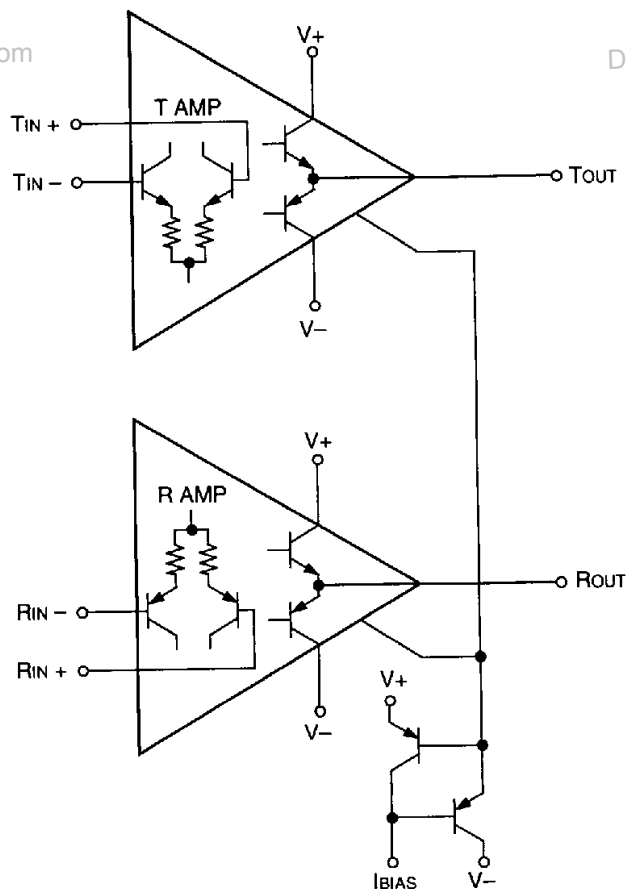 om
D
V+
T AMP
TIN +
TIN −
TOUT
V−
V+
R AMP
RIN −
RIN +
ROUT
V+
V−
IBIAS
V−